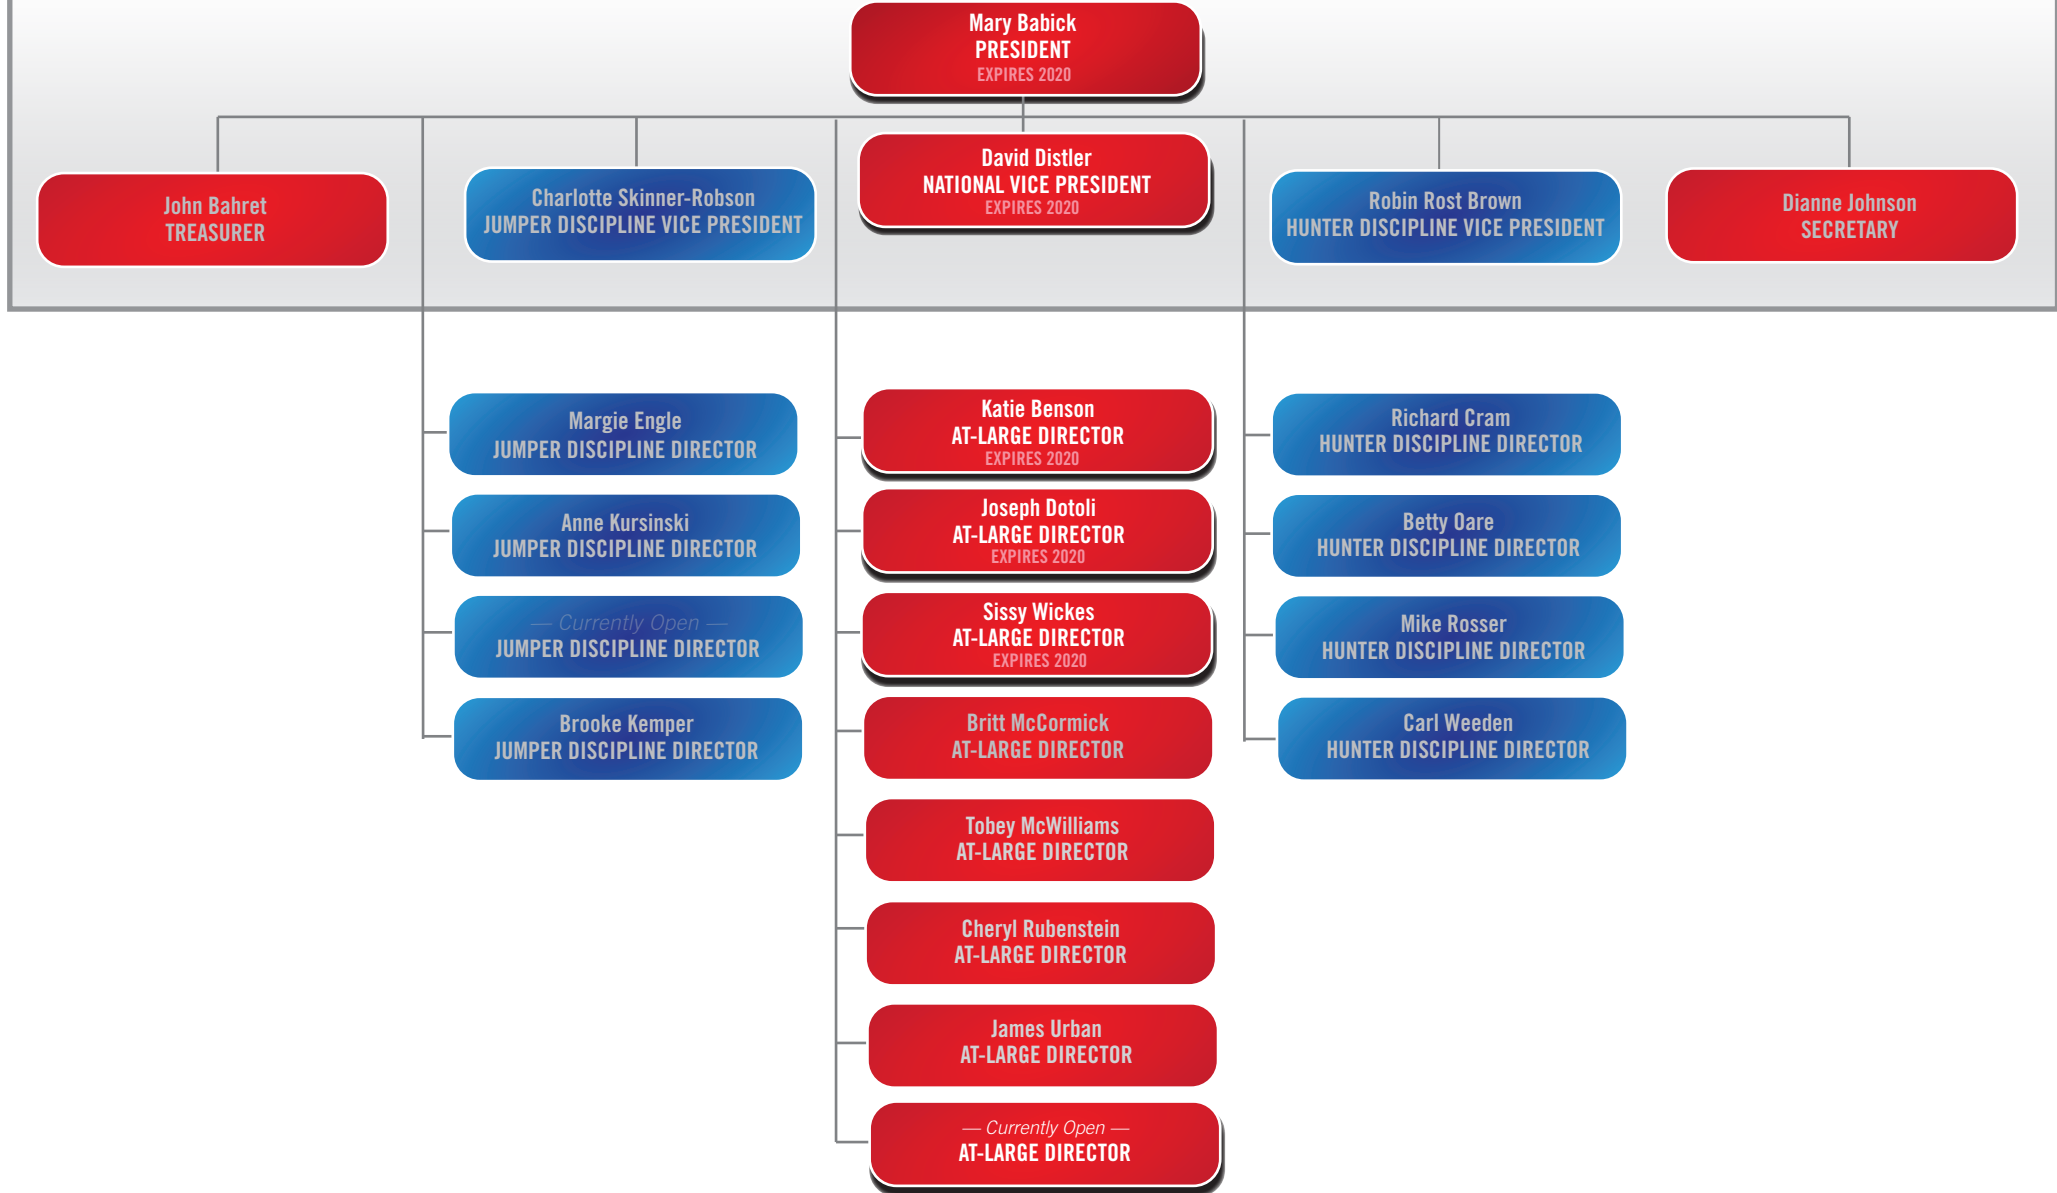 Mary Babick
PRESIDENT
EXPIRES 2020
David Distler
NATIONAL VICE PRESIDENT
EXPIRES 2020
John Bahret
TREASURER
Charlotte Skinner-Robson
JUMPER DISCIPLINE VICE PRESIDENT
Robin Rost Brown
HUNTER DISCIPLINE VICE PRESIDENT
Dianne Johnson
SECRETARY
Margie Engle
JUMPER DISCIPLINE DIRECTOR
Anne Kursinski
JUMPER DISCIPLINE DIRECTOR
— Currently Open —
JUMPER DISCIPLINE DIRECTOR
Brooke Kemper
JUMPER DISCIPLINE DIRECTOR
Katie Benson
AT-LARGE DIRECTOR
EXPIRES 2020
Joseph Dotoli
AT-LARGE DIRECTOR
EXPIRES 2020
Sissy Wickes
AT-LARGE DIRECTOR
EXPIRES 2020
Britt McCormick
AT-LARGE DIRECTOR
Tobey McWilliams
AT-LARGE DIRECTOR
Cheryl Rubenstein
AT-LARGE DIRECTOR
James Urban
AT-LARGE DIRECTOR
— Currently Open —
AT-LARGE DIRECTOR
Richard Cram
HUNTER DISCIPLINE DIRECTOR
Betty Oare
HUNTER DISCIPLINE DIRECTOR
Mike Rosser
HUNTER DISCIPLINE DIRECTOR
Carl Weeden
HUNTER DISCIPLINE DIRECTOR